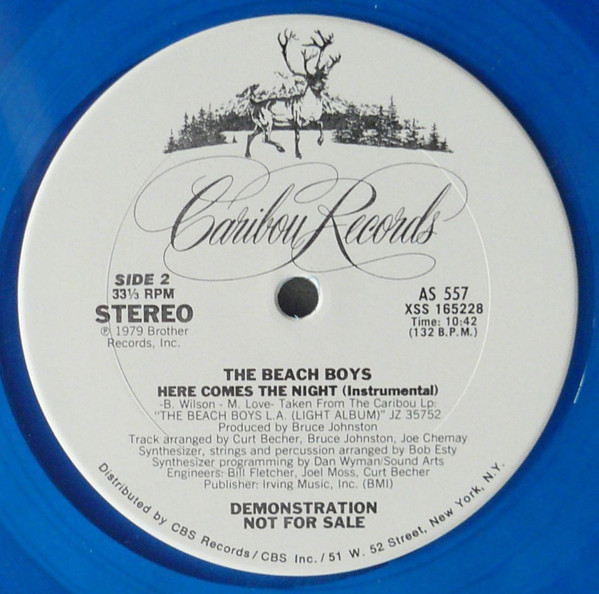 Caribou Records
SIDE 2
33⅓ RPM
STEREO
℗ 1979 Brother
Records, Inc.
AS 557
XSS 165228
Time: 10:42
(132 B.P.M.)
THE BEACH BOYS
HERE COMES THE NIGHT (Instrumental)
-B. Wilson - M. Love- Taken From The Caribou Lp:
"THE BEACH BOYS L.A. (LIGHT ALBUM)" JZ 35752
Produced by Bruce Johnston
Track arranged by Curt Becher, Bruce Johnston, Joe Chemay
Synthesizer, strings and percussion arranged by Bob Esty
Synthesizer programming by Dan Wyman/Sound Arts
Engineers: Bill Fletcher, Joel Moss, Curt Becher
Publisher: Irving Music, Inc. (BMI)
DEMONSTRATION
NOT FOR SALE
Distributed by CBS Records/CBS Inc./51 W. 52 Street, New York, N.Y.